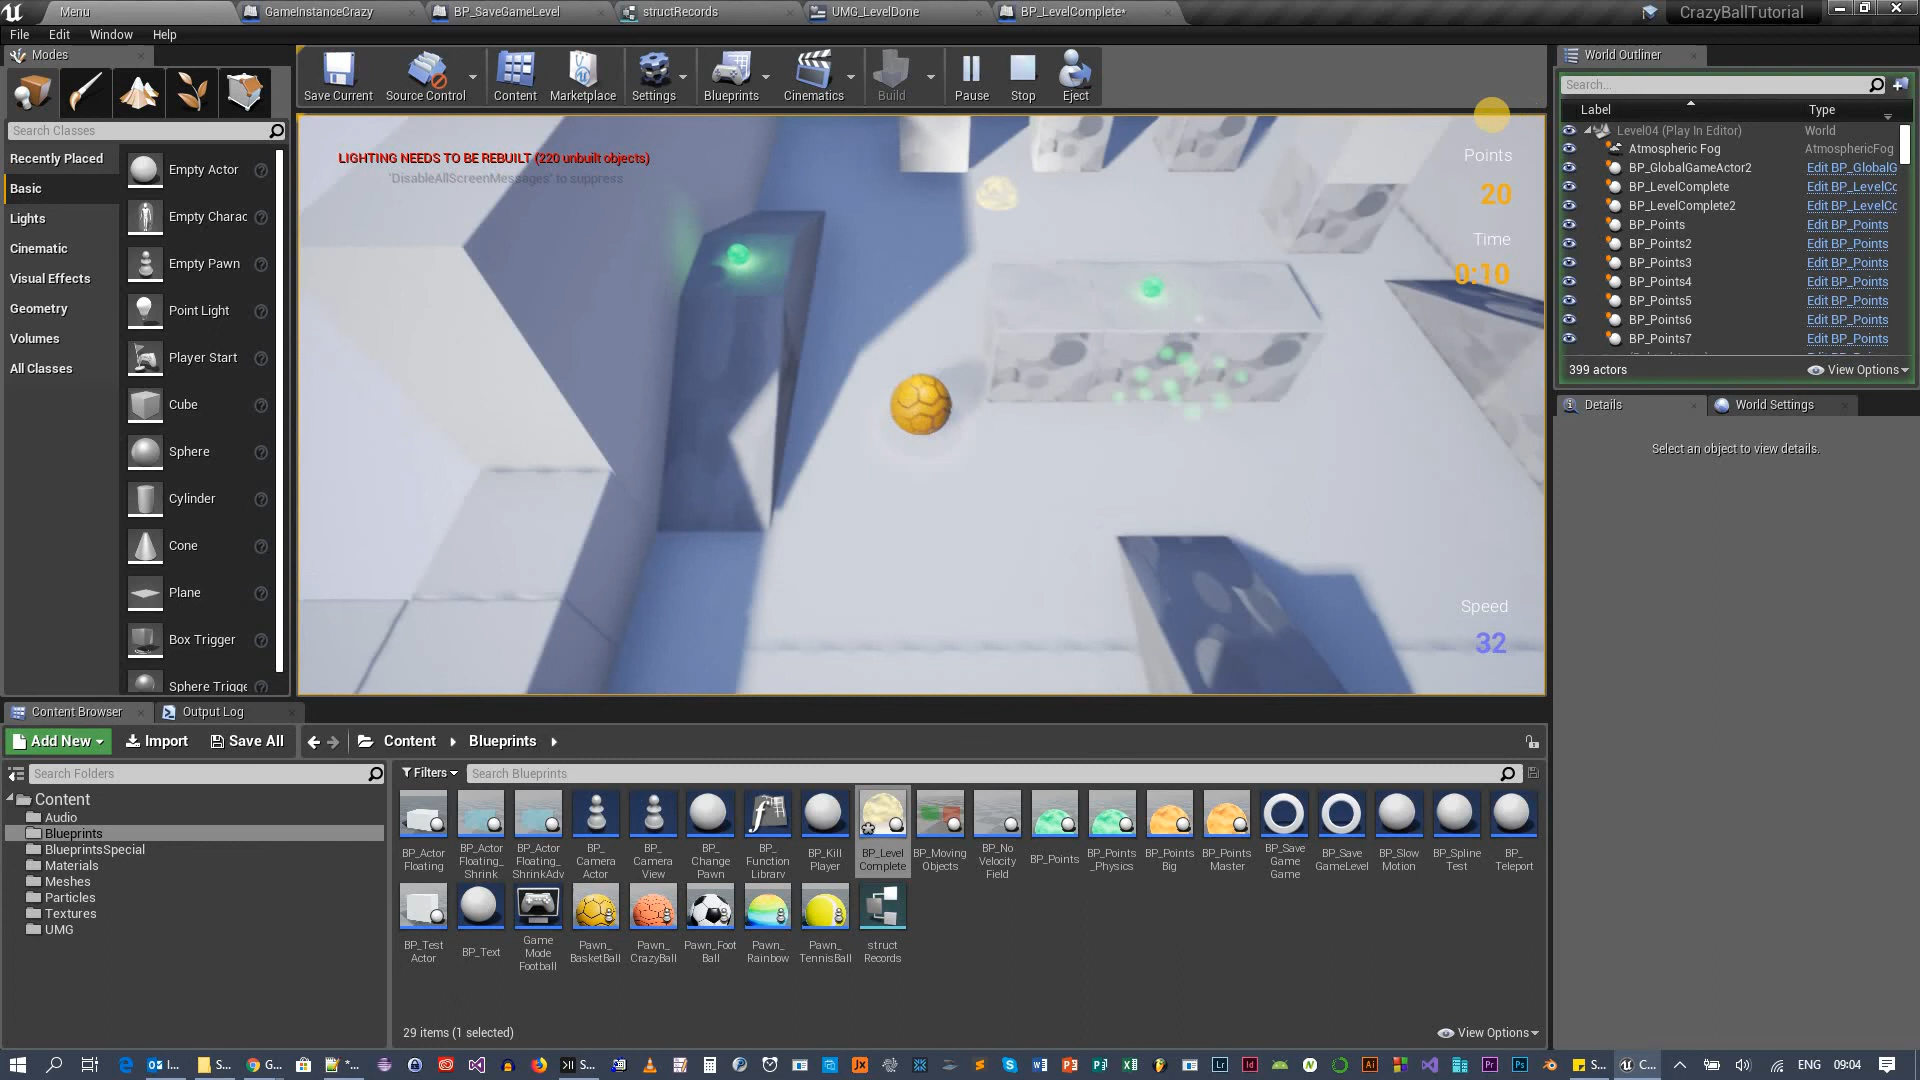 Menu
GameInstanceCrazy
BP_SaveGameLevel
structRecords
UMG_LevelDone
BP_LevelComplete*
CrazyBallTutorial
File Edit Window Help
Modes
Save Current
Source Control
Content
Marketplace
Settings
Blueprints
Cinematics
Build
Pause
Stop
Eject
Search Classes
Recently Placed
Basic
Lights
Cinematic
Visual Effects
Geometry
Volumes
All Classes
Empty Actor
Empty Charac
Empty Pawn
Point Light
Player Start
Cube
Sphere
Cylinder
Cone
Plane
Box Trigger
Sphere Trigge
LIGHTING NEEDS TO BE REBUILT (220 unbuilt objects)
'DisableAllScreenMessages' to suppress
Points
20
Time
0:10
Speed
32
World Outliner
Search...
Label Type
Level04 (Play In Editor) World
Atmospheric Fog AtmosphericFog
BP_GlobalGameActor2 Edit BP_GlobalG
BP_LevelComplete Edit BP_LevelCo
BP_LevelComplete2 Edit BP_LevelCo
BP_Points Edit BP_Points
BP_Points2 Edit BP_Points
BP_Points3 Edit BP_Points
BP_Points4 Edit BP_Points
BP_Points5 Edit BP_Points
BP_Points6 Edit BP_Points
BP_Points7 Edit BP_Points
399 actors
View Options
Details
World Settings
Select an object to view details.
Content Browser
Output Log
Add New
Import
Save All
Content
Blueprints
Search Folders
Filters
Search Blueprints
Content
Audio
Blueprints
BlueprintsSpecial
Materials
Meshes
Particles
Textures
UMG
BP_Actor
Floating
BP_Actor
Floating_
Shrink
BP_Actor
Floating_
ShrinkAdv
BP_
Camera
Actor
BP_
Camera
View
BP_
Change
Pawn
BP_
Function
Library
BP_Kill
Player
BP_Level
Complete
BP_Moving
Objects
BP_No
Velocity
Field
BP_Points
BP_Points
_Physics
BP_Points
Big
BP_Points
Master
BP_Save
Game
Game
BP_Save
GameLevel
BP_Slow
Motion
BP_Spline
Test
BP_
Teleport
BP_Test
Actor
BP_Text
Game
Mode
Football
Pawn_
BasketBall
Pawn_
CrazyBall
Pawn_Foot
Ball
Pawn_
Rainbow
Pawn_
TennisBall
struct
Records
29 items (1 selected)
View Options
I...
S...
G...
*...
S...
S...
C...
ENG
09:04